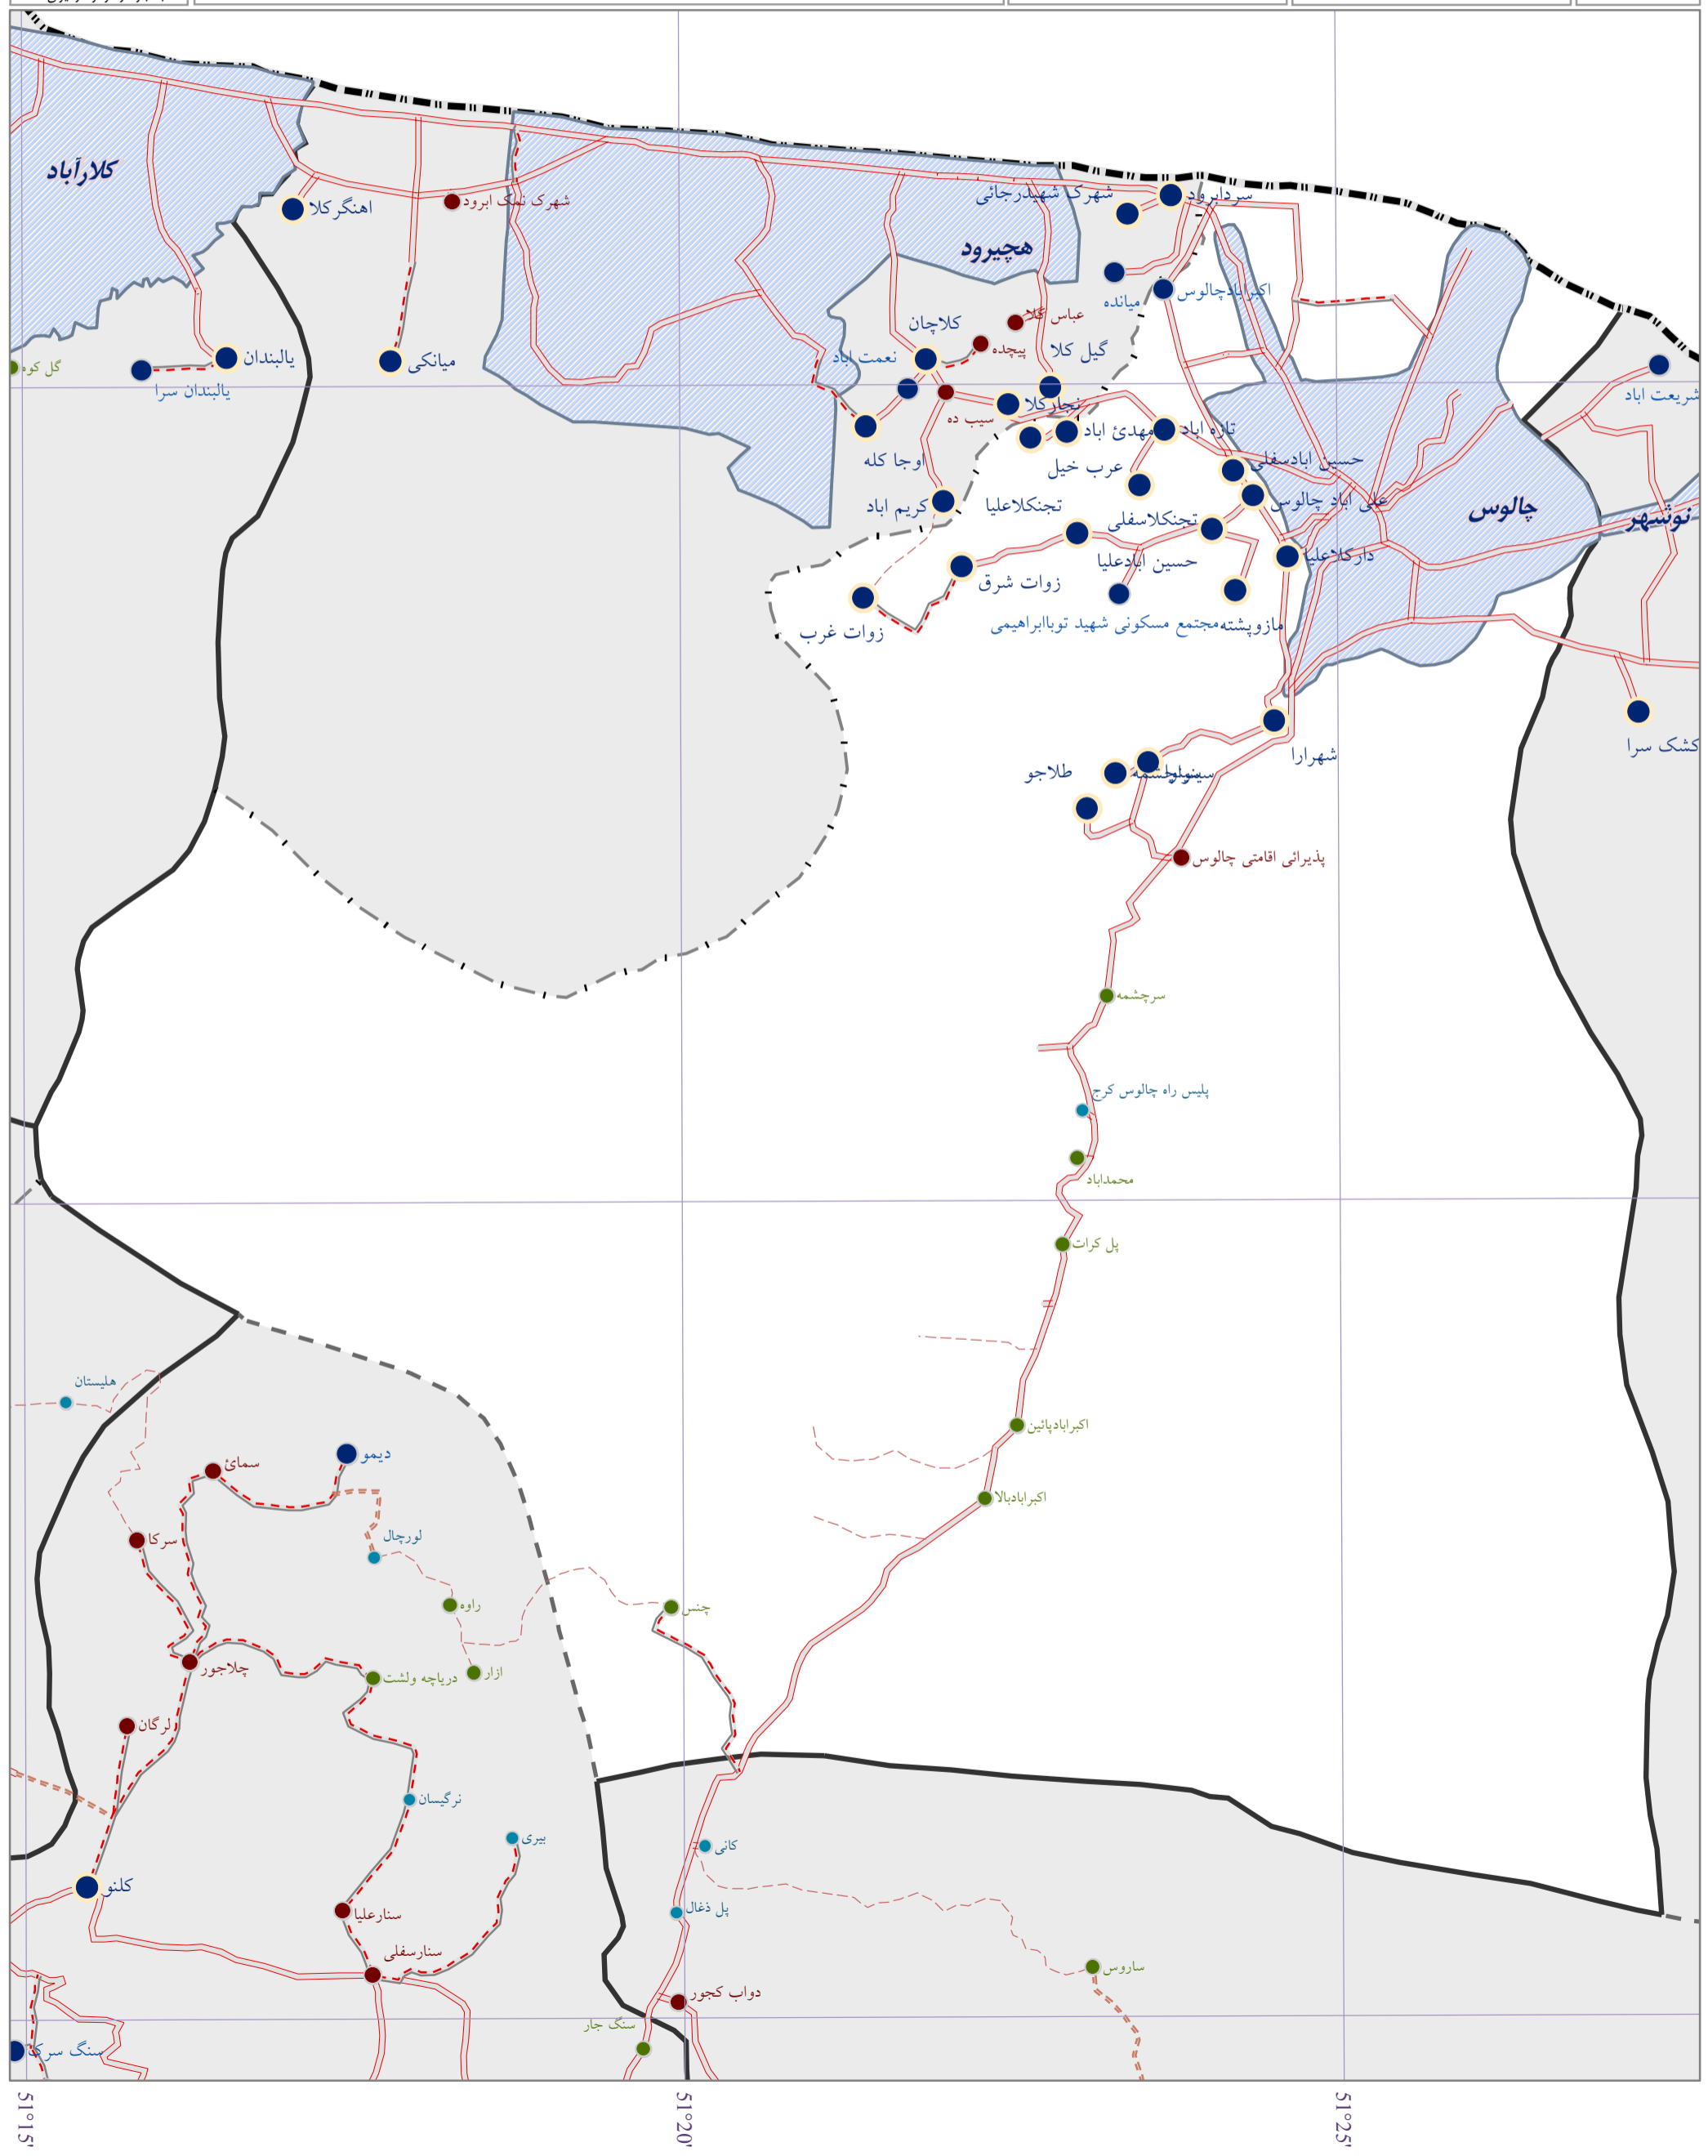 کلارآباد
سردابرود
شهرک شهیدرجائی
شهرک نمک ابرود
اهنگرکلا
هچیرود
میانده
اکبرابادچالوس
عباس کلا
کلاچان
پیچده
گیل کلا
نعمت اباد
یالبندان
میانکی
گل کوه
یالبندان سرا
شریعت اباد
نجارکلا
سیب ده
مهدئ اباد
تازه اباد
اوجا کله
عرب خیل
حسین ابادسفلی
علی اباد چالوس
کریم اباد
تجنکلاعلیا
تجنکلاسفلی
چالوس
نوشهر
حسین ابادعلیا
دارکلاعلیا
زوات شرق
زوات غرب
مجتمع مسکونی شهید توباابراهیمی
مازوپشته
کشک سرا
شهرارا
طلاجو
پذیرائی اقامتی چالوس
سرچشمه
پلیس راه چالوس کرج
محمداباد
پل کرات
هلیستان
اکبرابادپائین
دیمو
سمائ
اکبرابادبالا
لورچال
سرکا
راوه
چنس
چلاجور
دریاچه ولشت
ازار
لرگان
نرگیسان
بیری
کانی
کلنو
سنارعلیا
پل ذغال
سنارسفلی
ساروس
دواب کجور
سنگ جار
سنگ سرک
51°15'
51°20'
51°25'